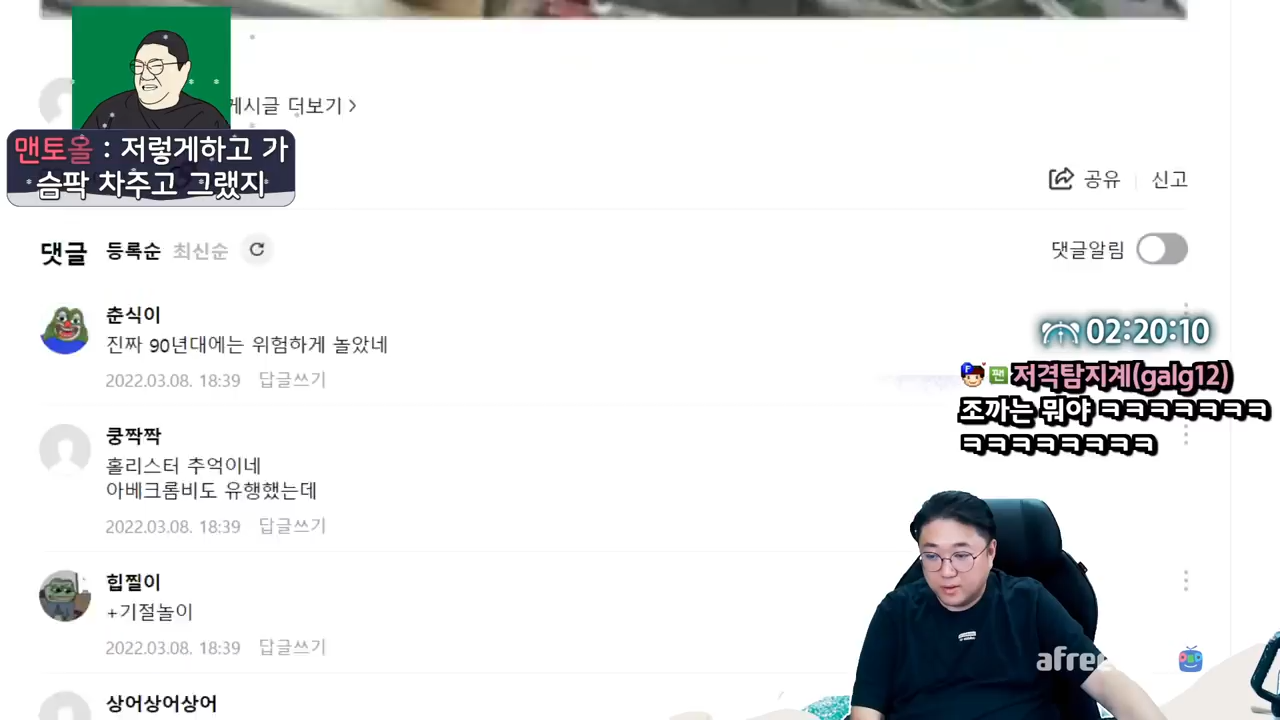 게시글 더보기 >
맨토올 : 저렇게하고 가
슴팍 차주고 그랬지
공유 신고
댓글 등록순 최신순
댓글알림
춘식이
진짜 90년대에는 위험하게 놀았네
2022.03.08. 18:39 답글쓰기
02:20:10
F 팬 저격탐지계(galg12)
조까는 뭐야 ㅋㅋㅋㅋㅋㅋㅋ
ㅋㅋㅋㅋㅋㅋㅋㅋ
쿵짝짝
홀리스터 추억이네
아베크롬비도 유행했는데
2022.03.08. 18:39 답글쓰기
힙찔이
+기절놀이
2022.03.08. 18:39 답글쓰기
상어상어상어